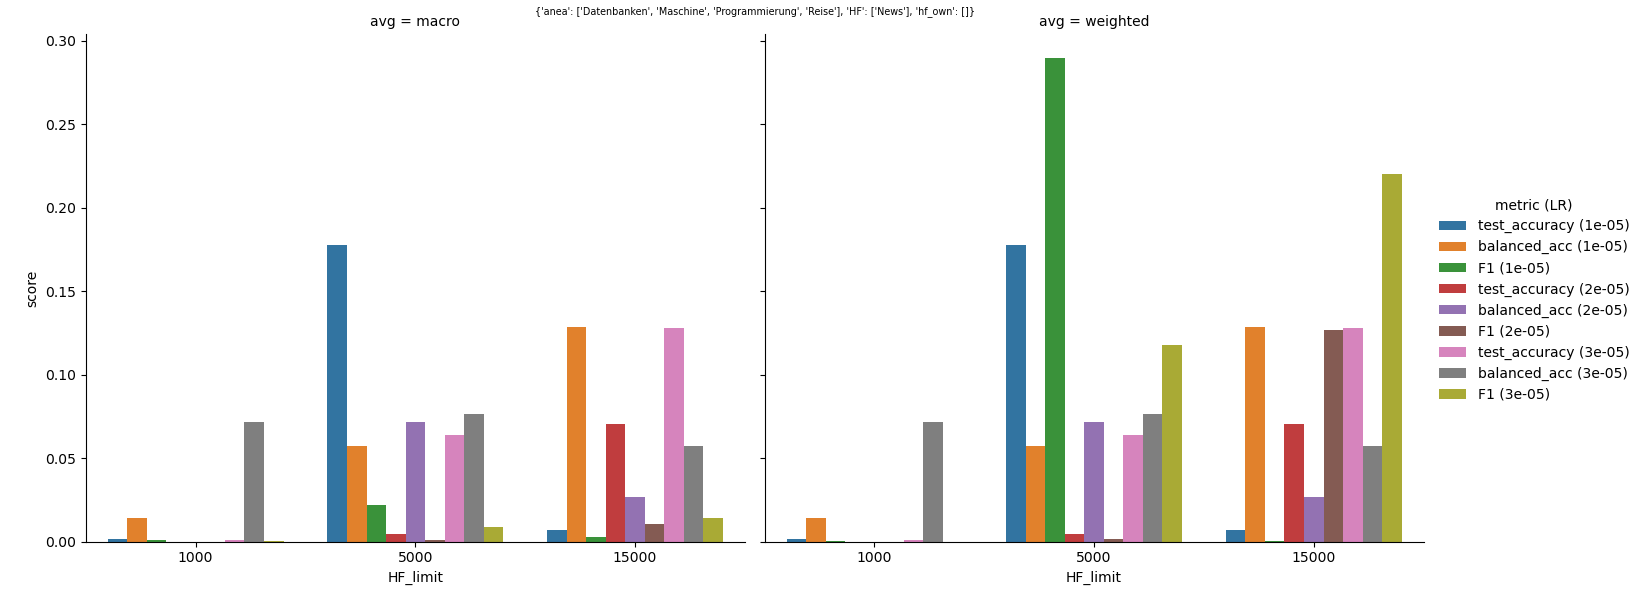 {'anea': ['Datenbanken', 'Maschine', 'Programmierung', 'Reise'], 'HF': ['News'], 'hf_own': []}
avg = macro
avg = weighted
0.30
0.25
0.20
0.15
0.10
0.05
0.00
score
1000
5000
15000
HF_limit
1000
5000
15000
HF_limit
metric (LR)
test_accuracy (1e-05)
balanced_acc (1e-05)
F1 (1e-05)
test_accuracy (2e-05)
balanced_acc (2e-05)
F1 (2e-05)
test_accuracy (3e-05)
balanced_acc (3e-05)
F1 (3e-05)